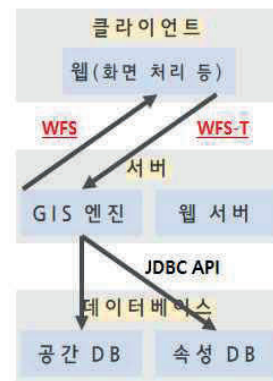 클라이언트
웹(화면 처리 등)
WFS WFS-T
서버
GIS 엔진 웹 서버
JDBC API
데이터베이스
공간 DB 속성 DB